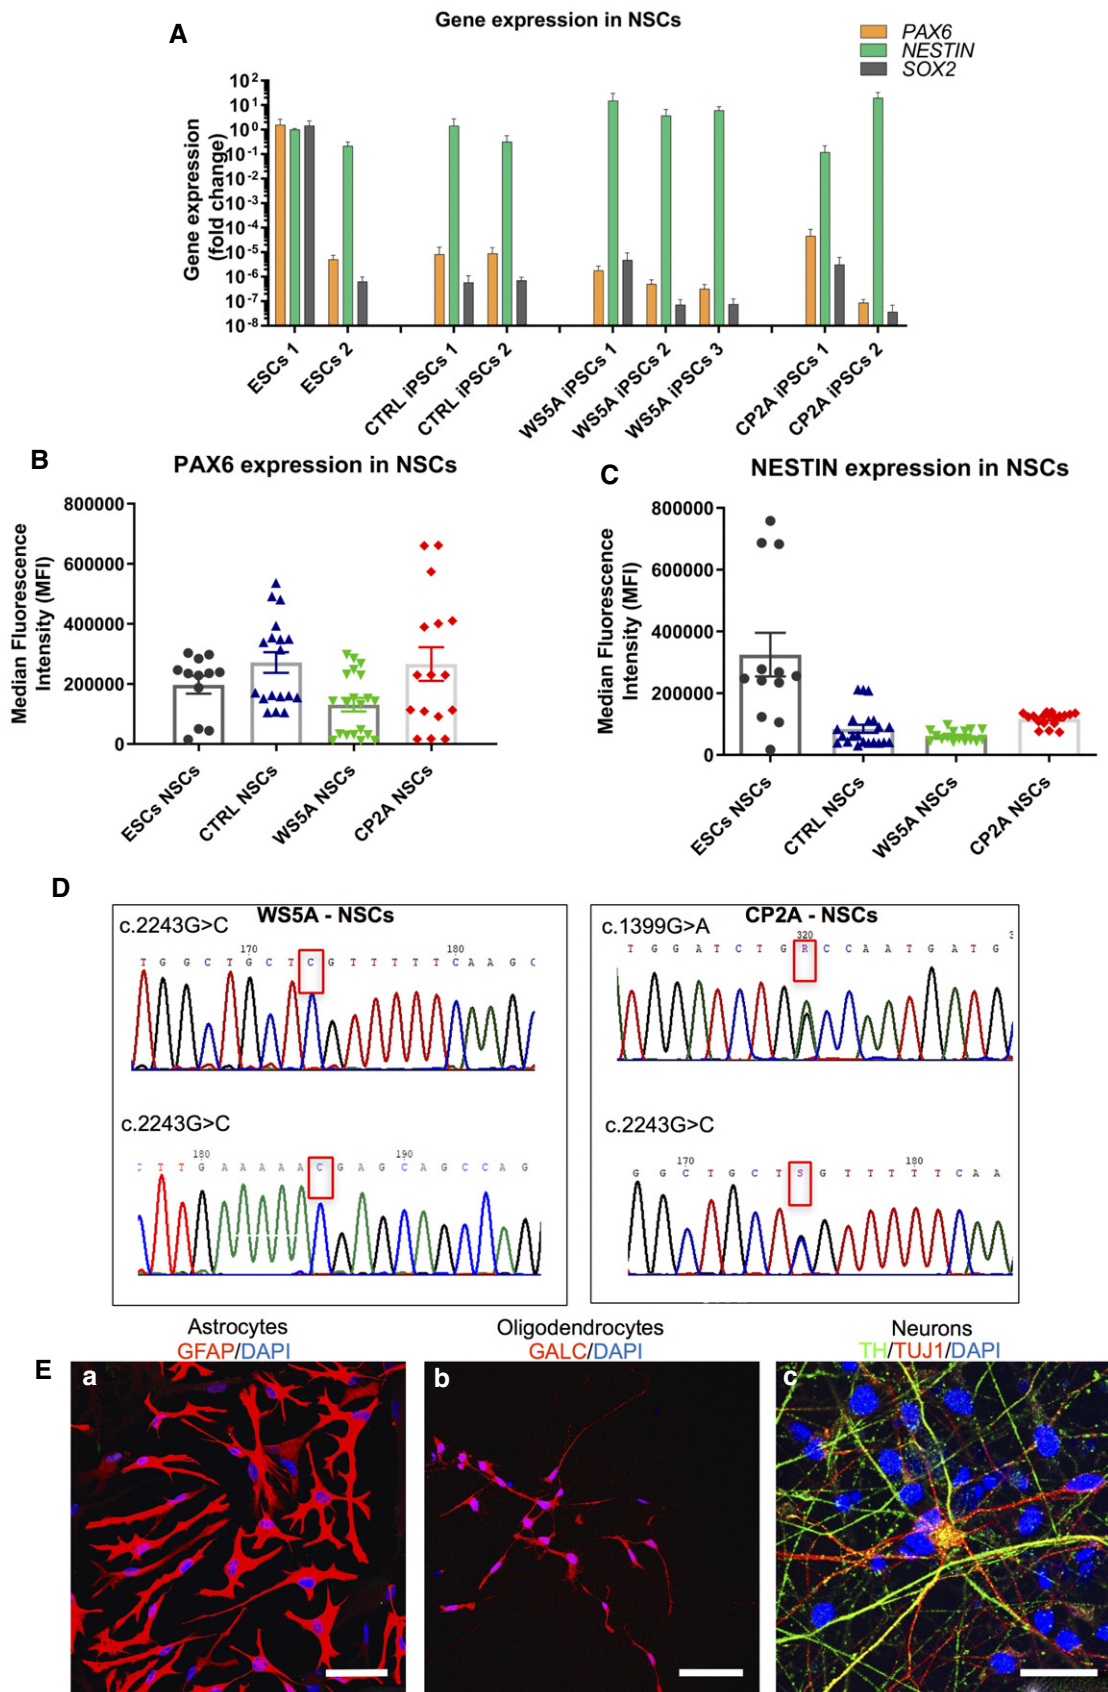 A
Gene expression in NSCs
PAX6
NESTIN
SOX2
Gene expression
(fold change)
10^2
10^1
10^0
10^-1
10^-2
10^-3
10^-4
10^-5
10^-6
10^-7
10^-8
ESCs 1
ESCs 2
CTRL iPSCs 1
CTRL iPSCs 2
WS5A iPSCs 1
WS5A iPSCs 2
WS5A iPSCs 3
CP2A iPSCs 1
CP2A iPSCs 2
B
PAX6 expression in NSCs
Median Fluorescence
Intensity (MFI)
800000
600000
400000
200000
0
ESCs NSCs
CTRL NSCs
WS5A NSCs
CP2A NSCs
C
NESTIN expression in NSCs
Median Fluorescence
Intensity (MFI)
800000
600000
400000
200000
0
ESCs NSCs
CTRL NSCs
WS5A NSCs
CP2A NSCs
D
WS5A - NSCs
c.2243G>C
170 180
T G G C T G C T C G T T T T T C A A G C
c.2243G>C
180 190
C T T G A A A A A C G A G C A G C C A G
CP2A - NSCs
c.1399G>A
320
T G G A T C T G R C C A A T G A T G
c.2243G>C
170 180
G G C T G C T S G T T T T T C A A
E
Astrocytes
GFAP/DAPI
a
Oligodendrocytes
GALC/DAPI
b
Neurons
TH/TUJ1/DAPI
c